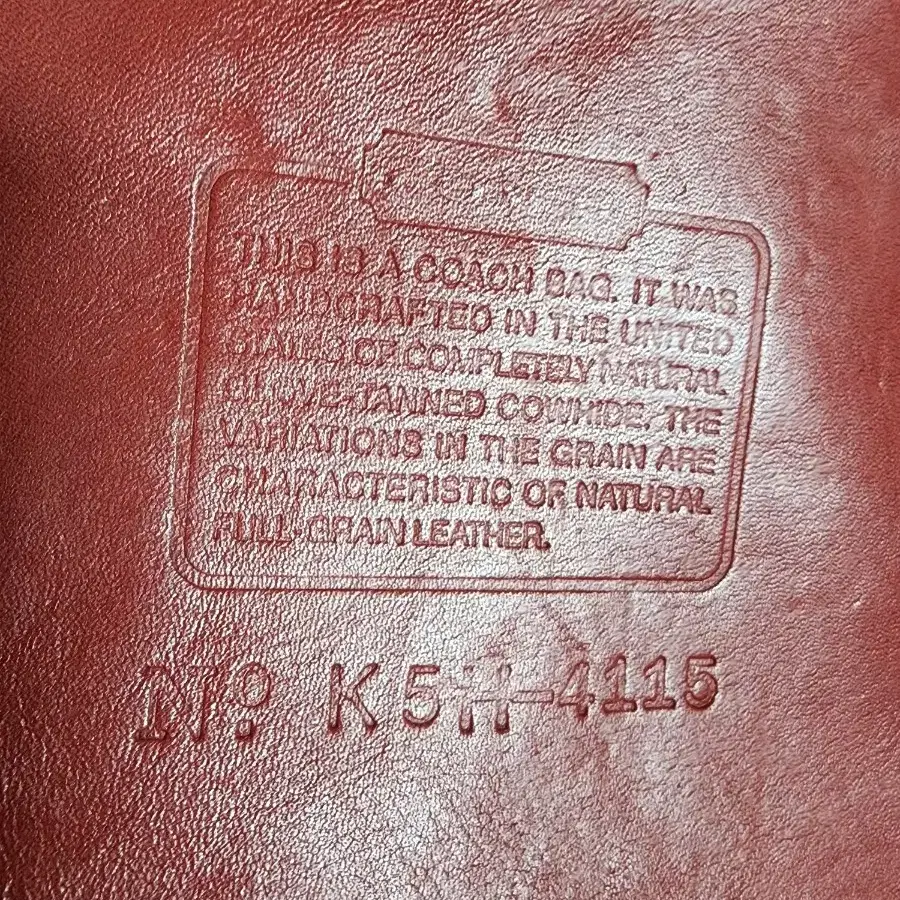 THIS IS A COACH BAG. IT WAS
HANDCRAFTED IN THE UNITED
STATES OF COMPLETELY NATURAL
GLOVE-TANNED COWHIDE. THE
VARIATIONS IN THE GRAIN ARE
CHARACTERISTIC OF NATURAL
FULL-GRAIN LEATHER.
Nº K5H-4115